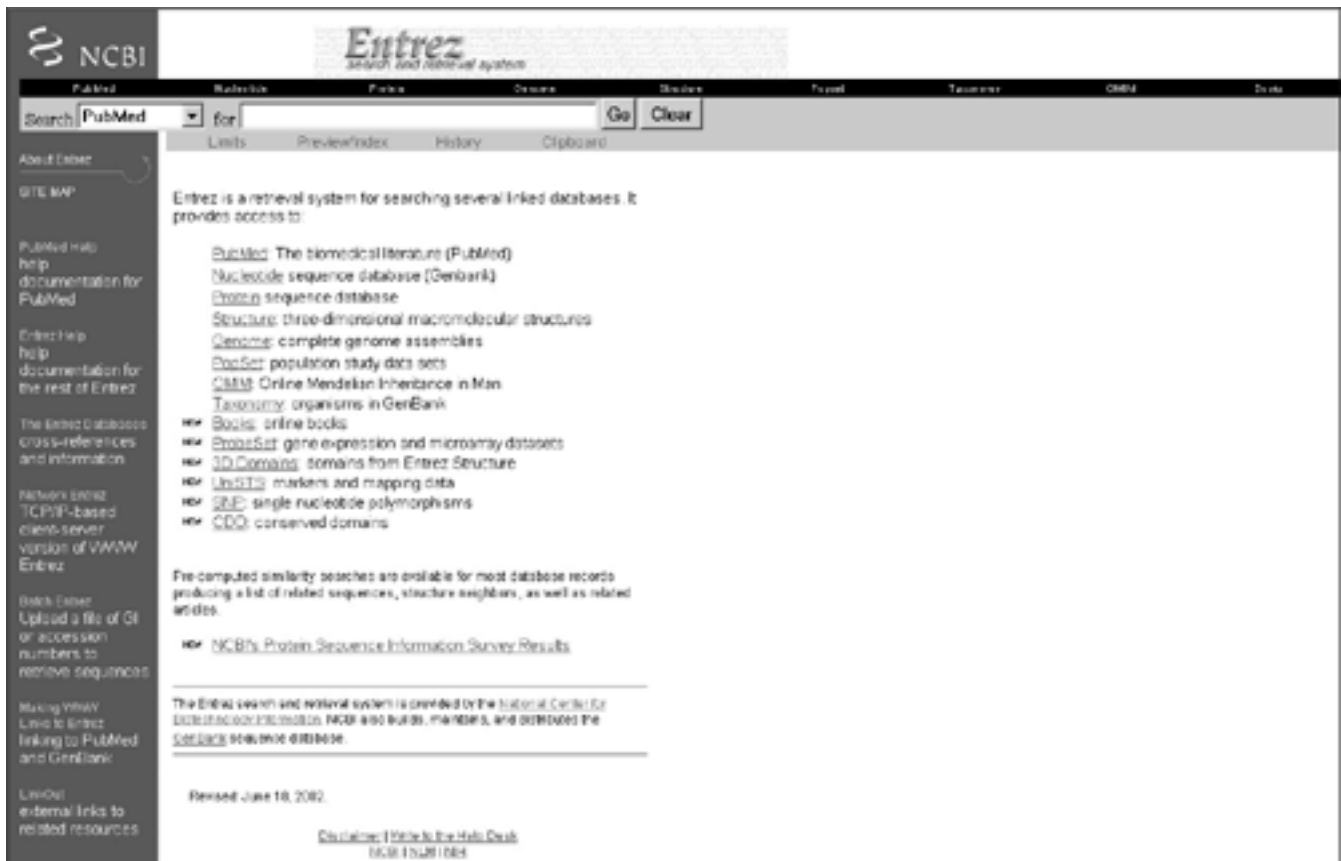 NCBI
Entrez
search and retrieval system
PubMed Nucleotide Protein Genome Structure PopSet Taxonomy OMIM Books
Search PubMed for Go Clear
Limits Preview/Index History Clipboard
About Entrez
SITE MAP
PubMed Help
help
documentation for
PubMed
Entrez Help
help
documentation for
the rest of Entrez
The Entrez Databases
cross-references
and information
Network Entrez
TCP/IP-based
client-server
version of WWW
Entrez
Batch Entrez
Upload a file of GI
or accession
numbers to
retrieve sequences
Making WWW
Links to Entrez
linking to PubMed
and GenBank
LinkOut
external links to
related resources
Entrez is a retrieval system for searching several linked databases. It
provides access to:
PubMed: The biomedical literature (PubMed)
Nucleotide sequence database (Genbank)
Protein sequence database
Structure: three-dimensional macromolecular structures
Genome: complete genome assemblies
PopSet: population study data sets
OMIM: Online Mendelian Inheritance in Man
Taxonomy: organisms in GenBank
NEW Books: online books
NEW ProbeSet: gene expression and microarray datasets
NEW 3D Domains: domains from Entrez Structure
NEW UniSTS: markers and mapping data
NEW SNP: single nucleotide polymorphisms
NEW CDD: conserved domains
Pre-computed similarity searches are available for most database records
producing a list of related sequences, structure neighbors, as well as related
articles.
NEW NCBI's Protein Sequence Information Survey Results
The Entrez search and retrieval system is provided by the National Center for
Biotechnology Information. NCBI also builds, maintains, and distributes the
GenBank sequence database.
Revised June 18, 2002.
Disclaimer | Write to the Help Desk
NCBI | NLM | NIH